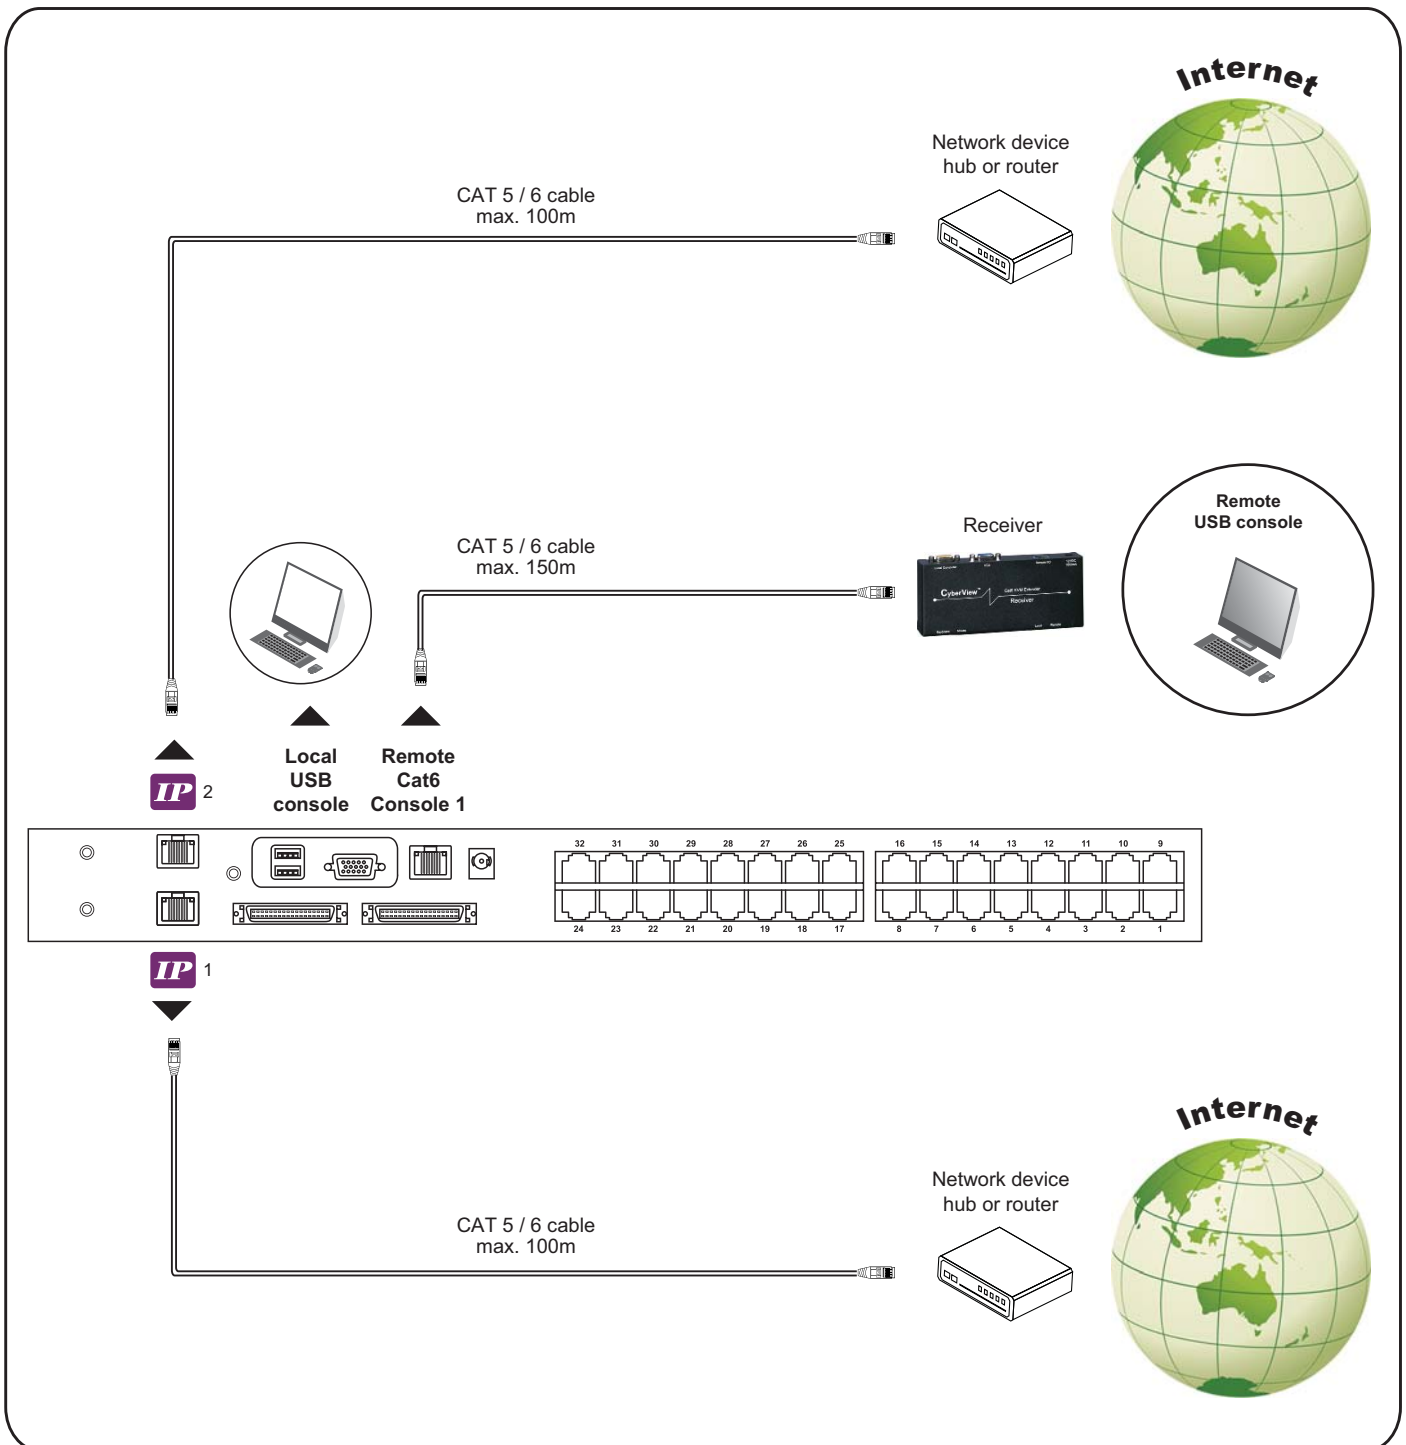 Internet
Network device
hub or router
CAT 5 / 6 cable
max. 100m
Remote
USB console
Receiver
CAT 5 / 6 cable
max. 150m
CyberView™
Receiver
Local
USB
console
Remote
Cat6
Console 1
IP 2
32 31 30 29 28 27 26 25 16 15 14 13 12 11 10 9
24 23 22 21 20 19 18 17 8 7 6 5 4 3 2 1
IP 1
Internet
Network device
hub or router
CAT 5 / 6 cable
max. 100m